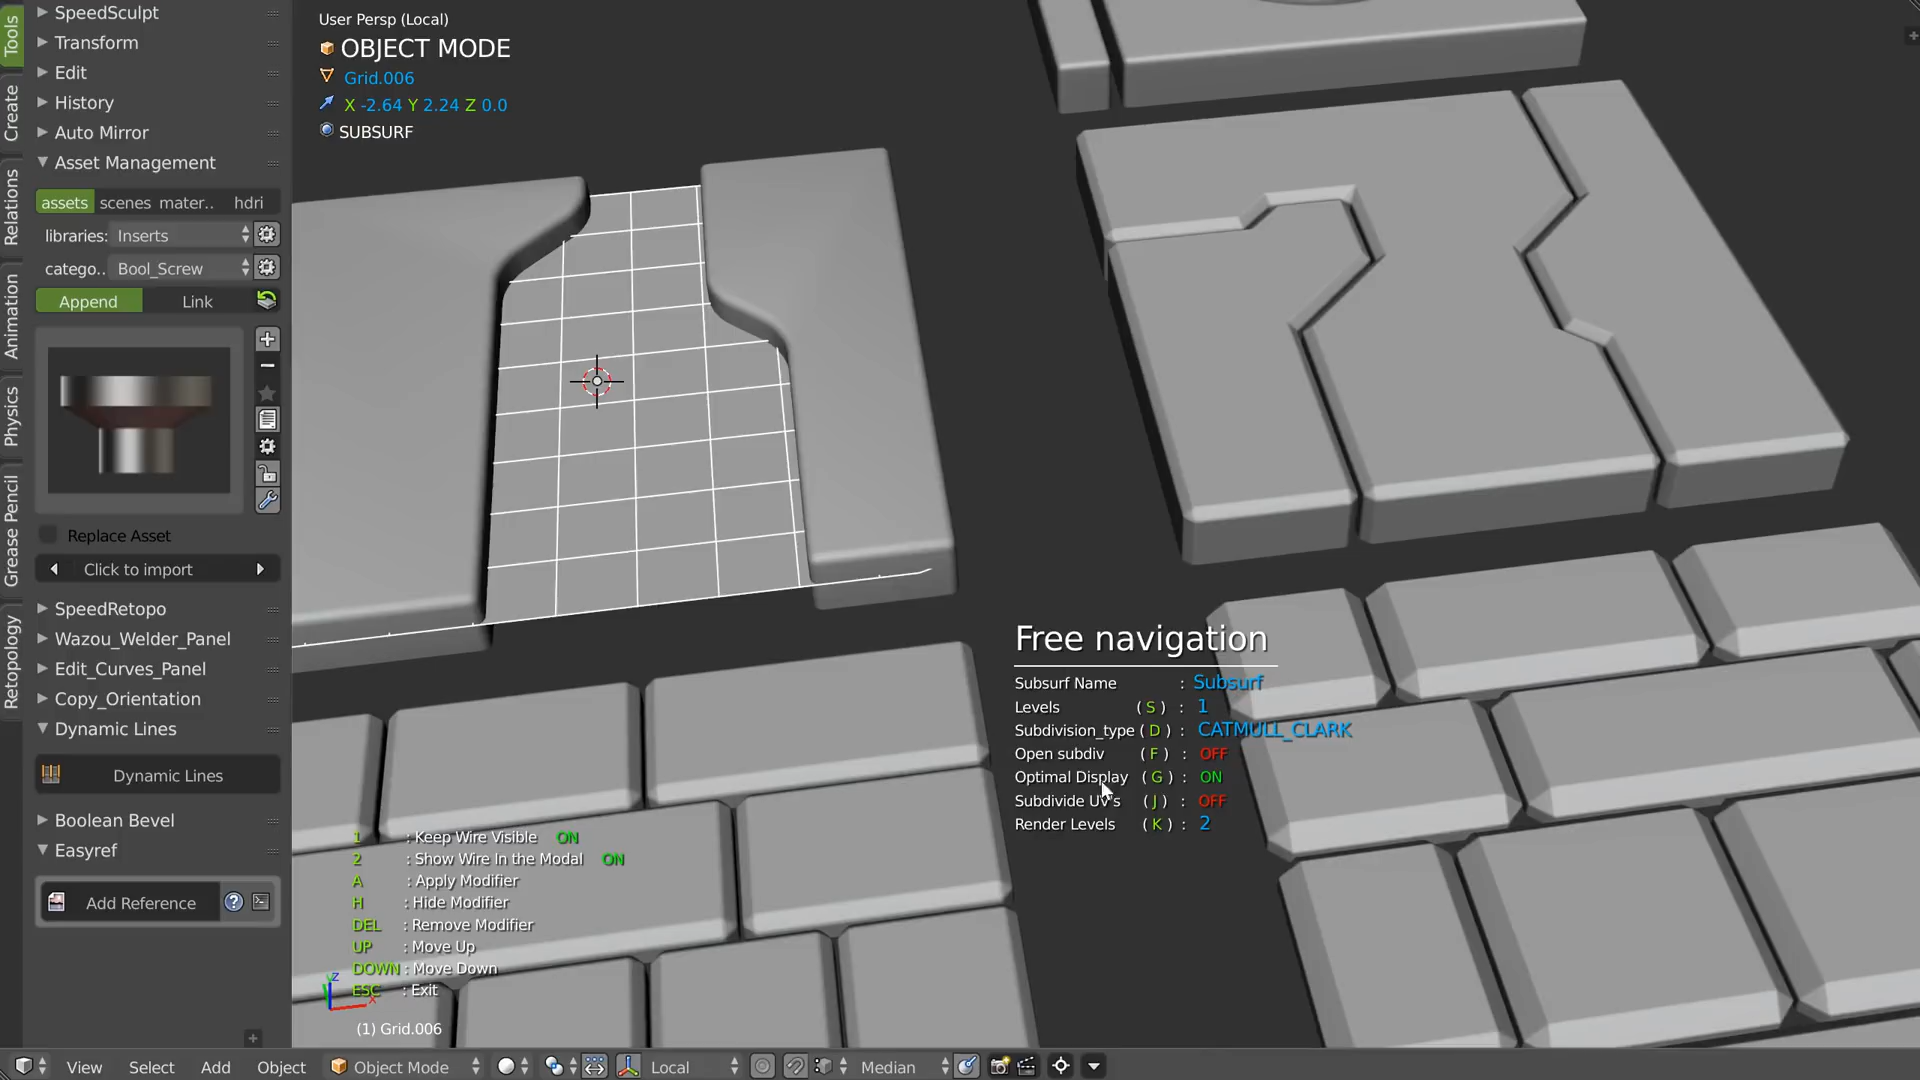 Tools
Create
Relations
Animation
Physics
Grease Pencil
Retopology
SpeedSculpt
Transform
Edit
History
Auto Mirror
Asset Management
assets scenes mater.. hdri
libraries: Inserts
catego.. Bool_Screw
Append Link
Replace Asset
Click to import
SpeedRetopo
Wazou_Welder_Panel
Edit_Curves_Panel
Copy_Orientation
Dynamic Lines
Dynamic Lines
Boolean Bevel
Easyref
Add Reference
User Persp (Local)
OBJECT MODE
Grid.006
X -2.64 Y 2.24 Z 0.0
SUBSURF
Free navigation
Subsurf Name : Subsurf
Levels ( S ) : 1
Subdivision_type ( D ) : CATMULL_CLARK
Open subdiv ( F ) : OFF
Optimal Display ( G ) : ON
Subdivide UV's ( J ) : OFF
Render Levels ( K ) : 2
1 : Keep Wire Visible ON
2 : Show Wire In the Modal ON
A : Apply Modifier
H : Hide Modifier
DEL : Remove Modifier
UP : Move Up
DOWN : Move Down
ESC : Exit
Z
X
(1) Grid.006
View Select Add Object Object Mode Local Median